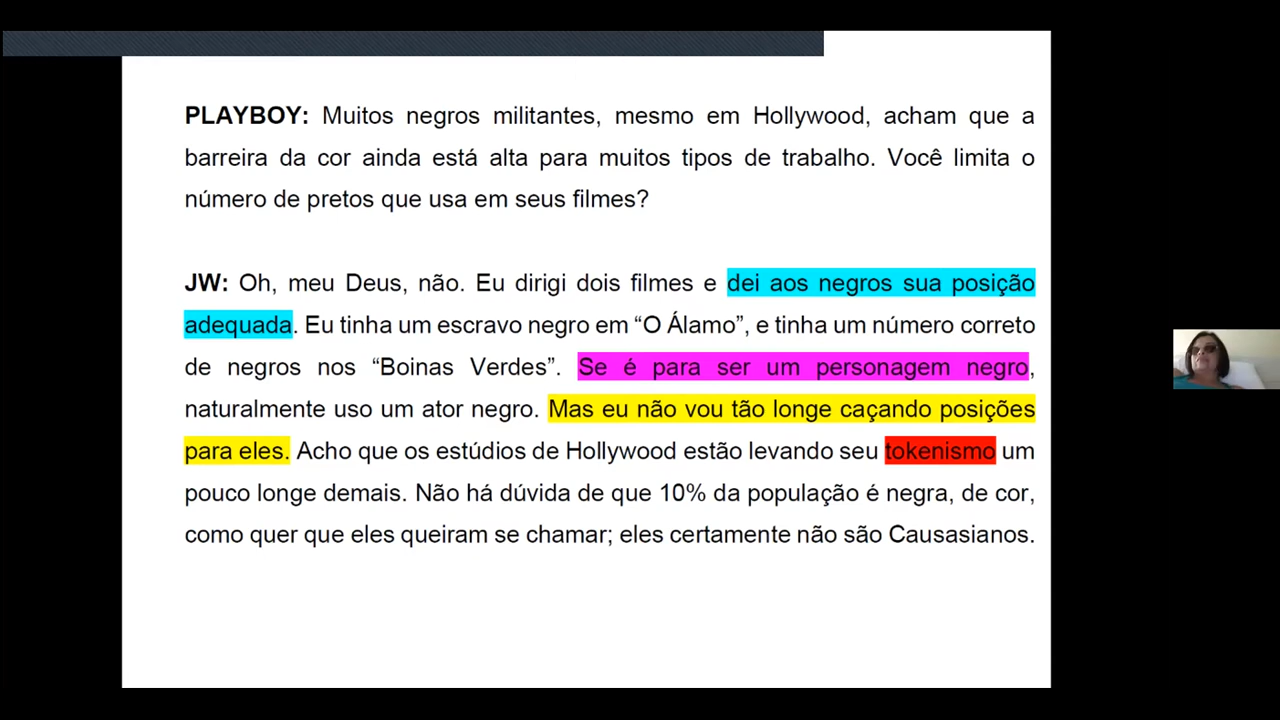 PLAYBOY: Muitos negros militantes, mesmo em Hollywood, acham que a
barreira da cor ainda está alta para muitos tipos de trabalho. Você limita o
número de pretos que usa em seus filmes?
JW: Oh, meu Deus, não. Eu dirigi dois filmes e dei aos negros sua posição
adequada. Eu tinha um escravo negro em “O Álamo”, e tinha um número correto
de negros nos “Boinas Verdes”. Se é para ser um personagem negro,
naturalmente uso um ator negro. Mas eu não vou tão longe caçando posições
para eles. Acho que os estúdios de Hollywood estão levando seu tokenismo um
pouco longe demais. Não há dúvida de que 10% da população é negra, de cor,
como quer que eles queiram se chamar; eles certamente não são Causasianos.